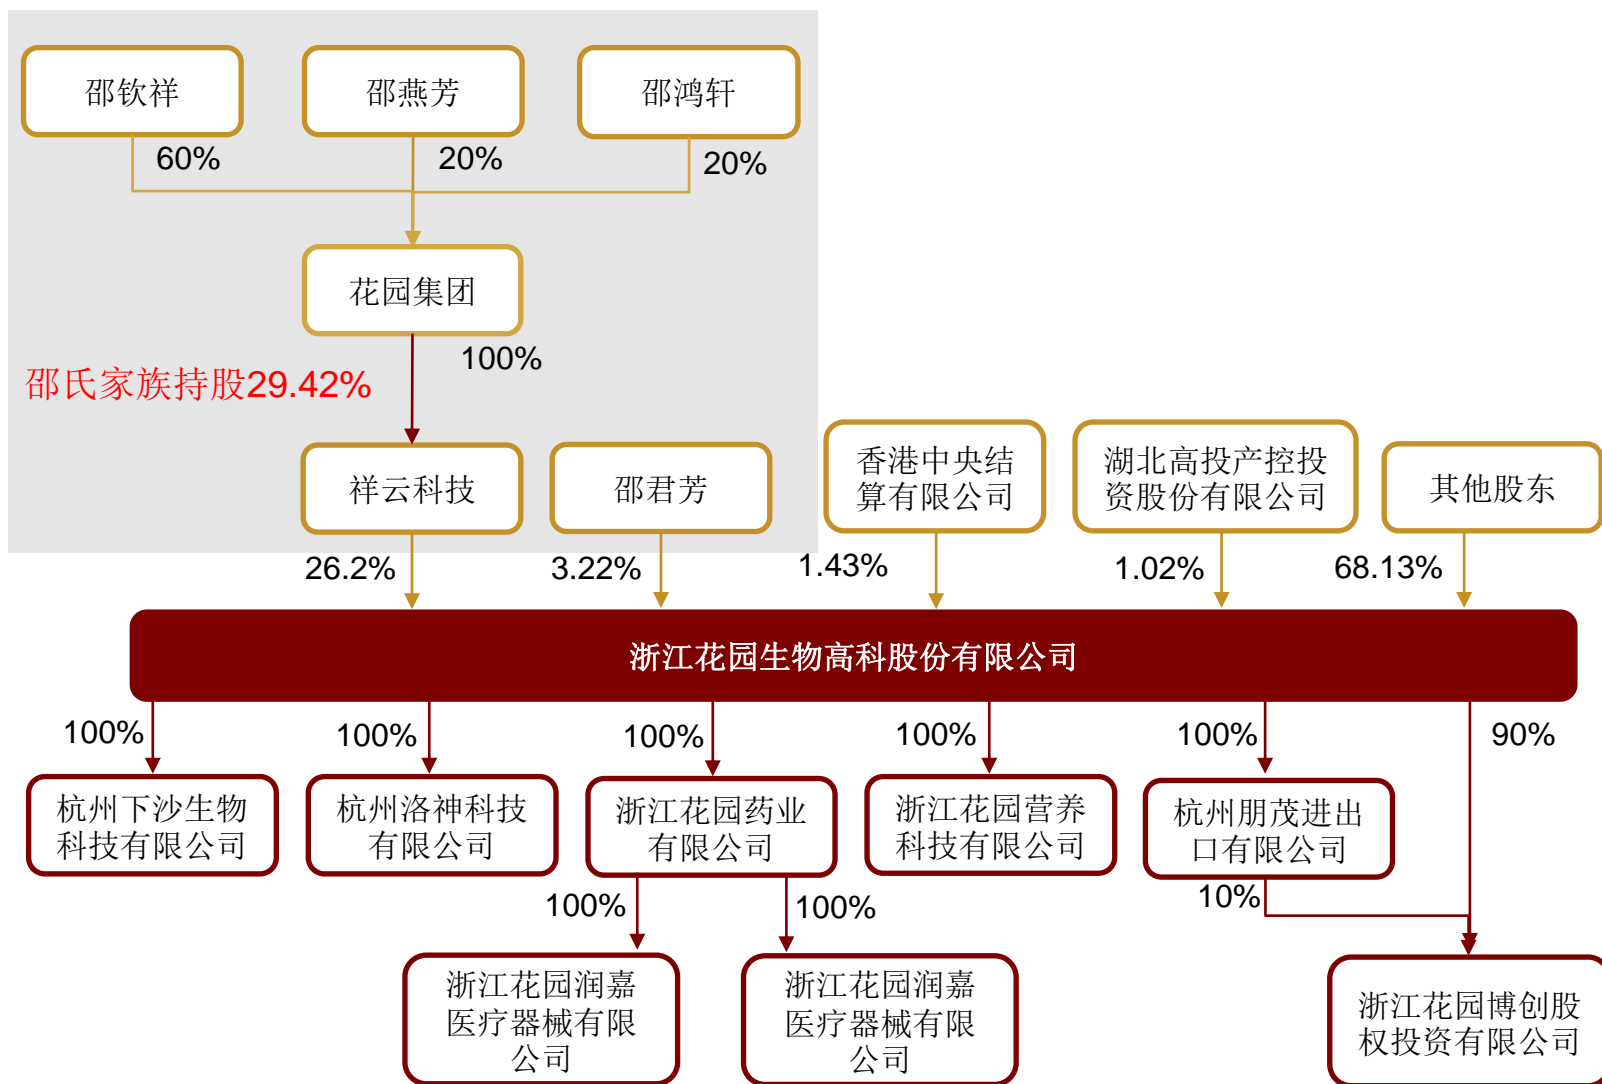 邵钦祥
邵燕芳
邵鸿轩
60%
20%
20%
花园集团
100%
邵氏家族持股29.42%
祥云科技
邵君芳
香港中央结
算有限公司
湖北高投产控投
资股份有限公司
其他股东
26.2%
3.22%
1.43%
1.02%
68.13%
浙江花园生物高科股份有限公司
100%
100%
100%
100%
100%
90%
杭州下沙生物
科技有限公司
杭州洛神科技
有限公司
浙江花园药业
有限公司
浙江花园营养
科技有限公司
杭州朋茂进出
口有限公司
100%
100%
10%
浙江花园润嘉
医疗器械有限
公司
浙江花园润嘉
医疗器械有限
公司
浙江花园博创股
权投资有限公司